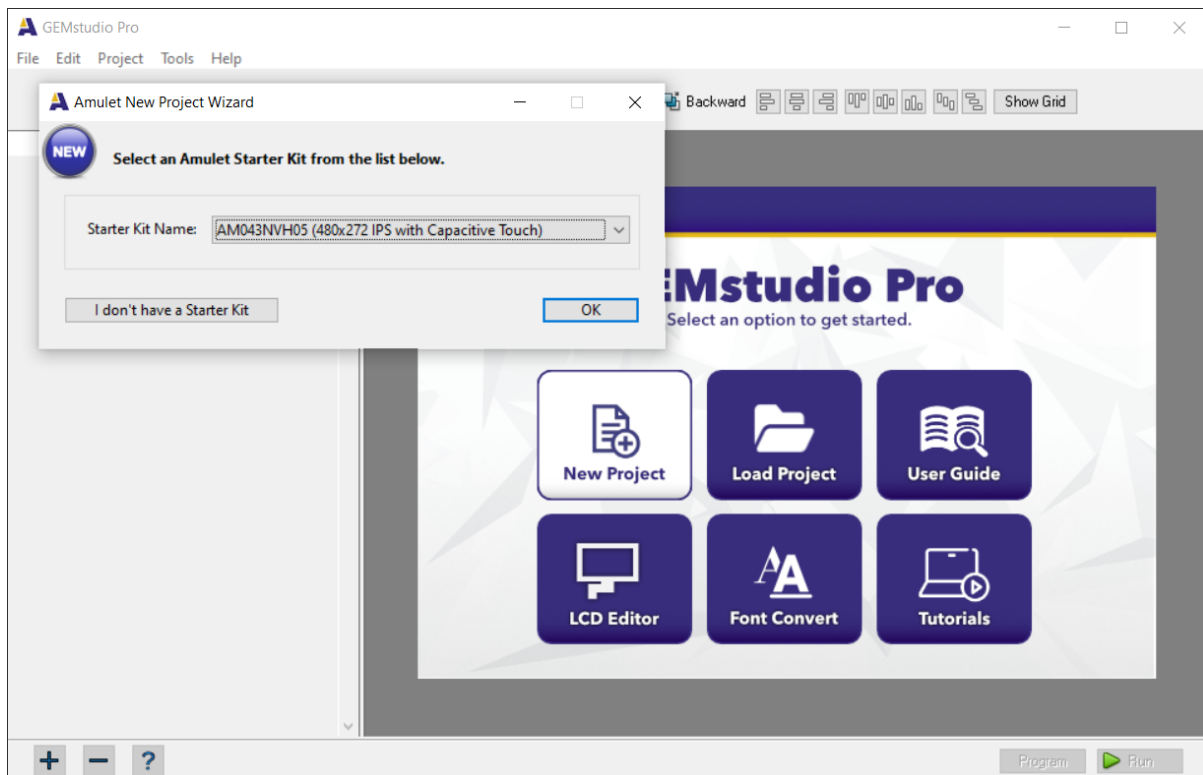 GEMstudio Pro
File Edit Project Tools Help
Amulet New Project Wizard
Backward
Show Grid
NEW
Select an Amulet Starter Kit from the list below.
Starter Kit Name: AM043NVH05 (480x272 IPS with Capacitive Touch)
I don't have a Starter Kit
OK
EMstudio Pro
Select an option to get started.
New Project
Load Project
User Guide
LCD Editor
Font Convert
Tutorials
Program
Run